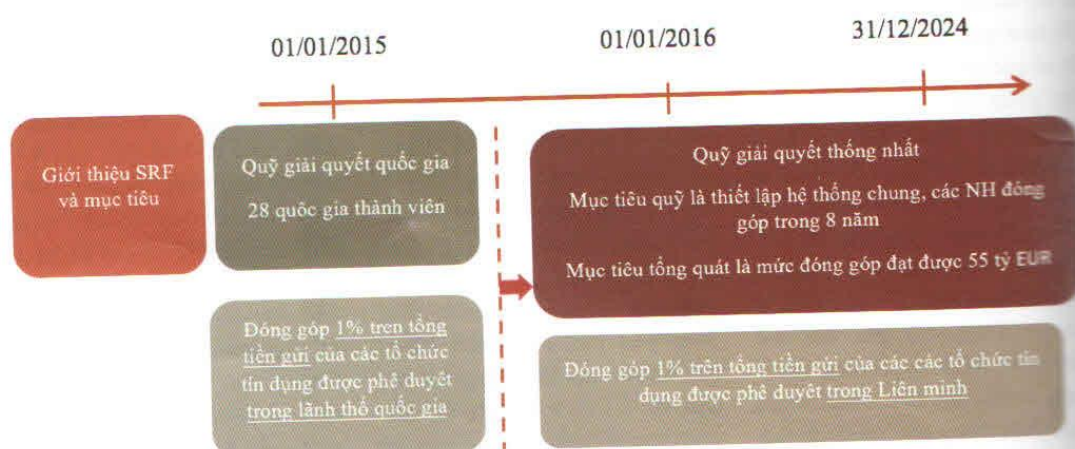 01/01/2015
01/01/2016
31/12/2024
Giới thiệu SRF
và mục tiêu
Quỹ giải quyết quốc gia
28 quốc gia thành viên
Quỹ giải quyết thống nhất
Mục tiêu quỹ là thiết lập hệ thống chung, các NH đóng
góp trong 8 năm
Mục tiêu tổng quát là mức đóng góp đạt được 55 tỷ EUR
Đóng góp 1% tren tổng
tiền gửi của các tổ chức
tín dụng được phê duyệt
trong lãnh thổ quốc gia
Đóng góp 1% trên tổng tiền gửi của các các tổ chức tín
dụng được phê duyệt trong Liên minh